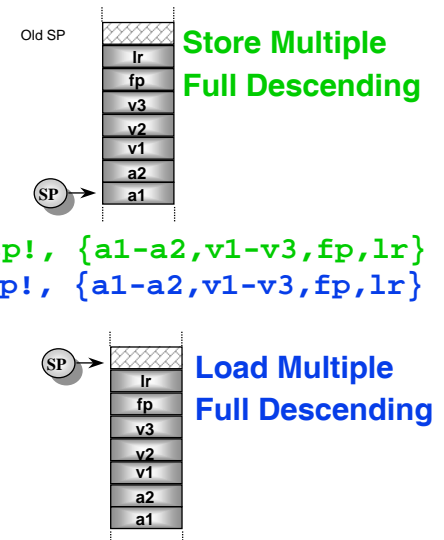 Old SP
Store Multiple
Full Descending
lr
fp
v3
v2
v1
a2
a1
SP
p!, {a1-a2,v1-v3,fp,lr}
p!, {a1-a2,v1-v3,fp,lr}
SP
Load Multiple
Full Descending
lr
fp
v3
v2
v1
a2
a1